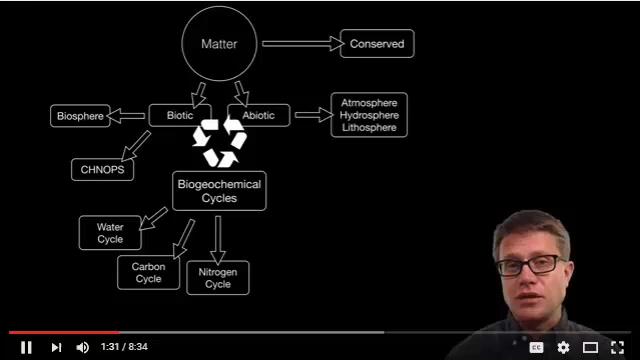 Matter
Conserved
Biosphere
Biotic
Abiotic
Atmosphere
Hydrosphere
Lithosphere
CHNOPS
Biogeochemical
Cycles
Water
Cycle
Carbon
Cycle
Nitrogen
Cycle
1:31 / 8:34
CC